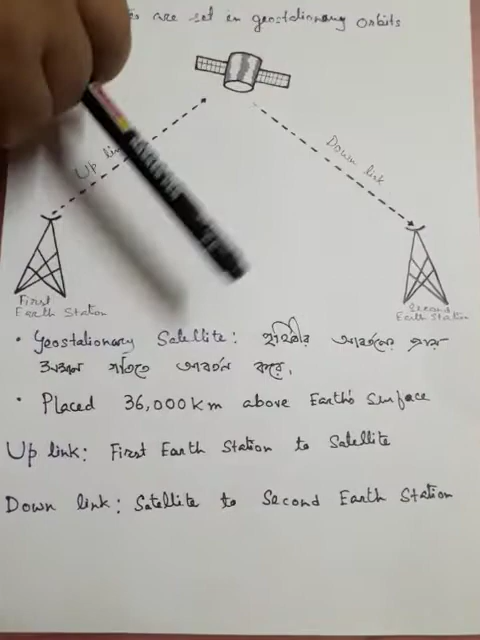 are set in geostationary orbits
Up link
Down link
First
Earth Station
Second
Earth Station
• Geostationary Satellite: পৃথিবীর আবর্তনের
গতিতে আবর্তন করে।
• Placed 36,000km above Earth's surface
Up link: First Earth Station to Satellite
Down link: Satellite to Second Earth Station